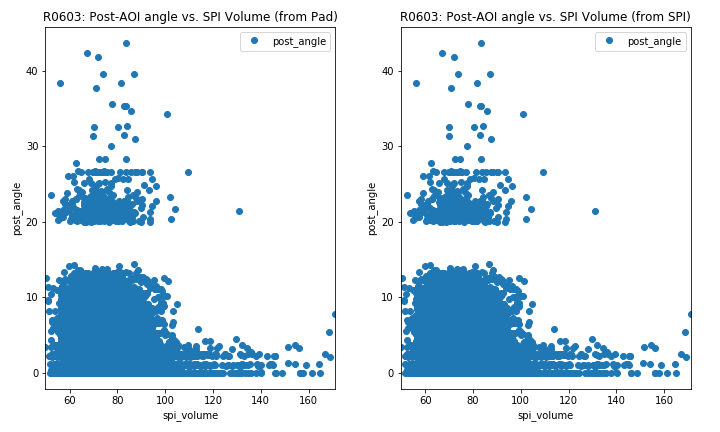 R0603: Post-AOI angle vs. SPI Volume (from Pad)
post_angle
40
30
20
10
0
post_angle
60
80
100
120
140
160
spi_volume
R0603: Post-AOI angle vs. SPI Volume (from SPI)
post_angle
40
30
20
10
0
post_angle
60
80
100
120
140
160
spi_volume